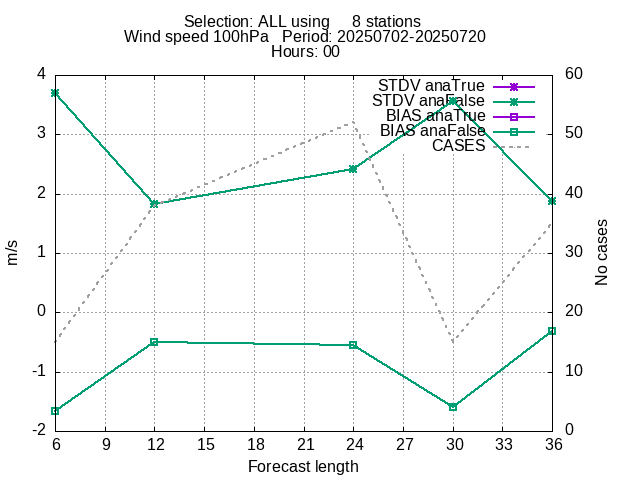 Selection: ALL using 8 stations
Wind speed 100hPa Period: 20250702-20250720
Hours: 00
4
3
2
1
0
-1
-2
m/s
60
50
40
30
20
10
0
No cases
STDV anaTrue
STDV anaFalse
BIAS anaTrue
BIAS anaFalse
CASES
6 9 12 15 18 21 24 27 30 33 36
Forecast length